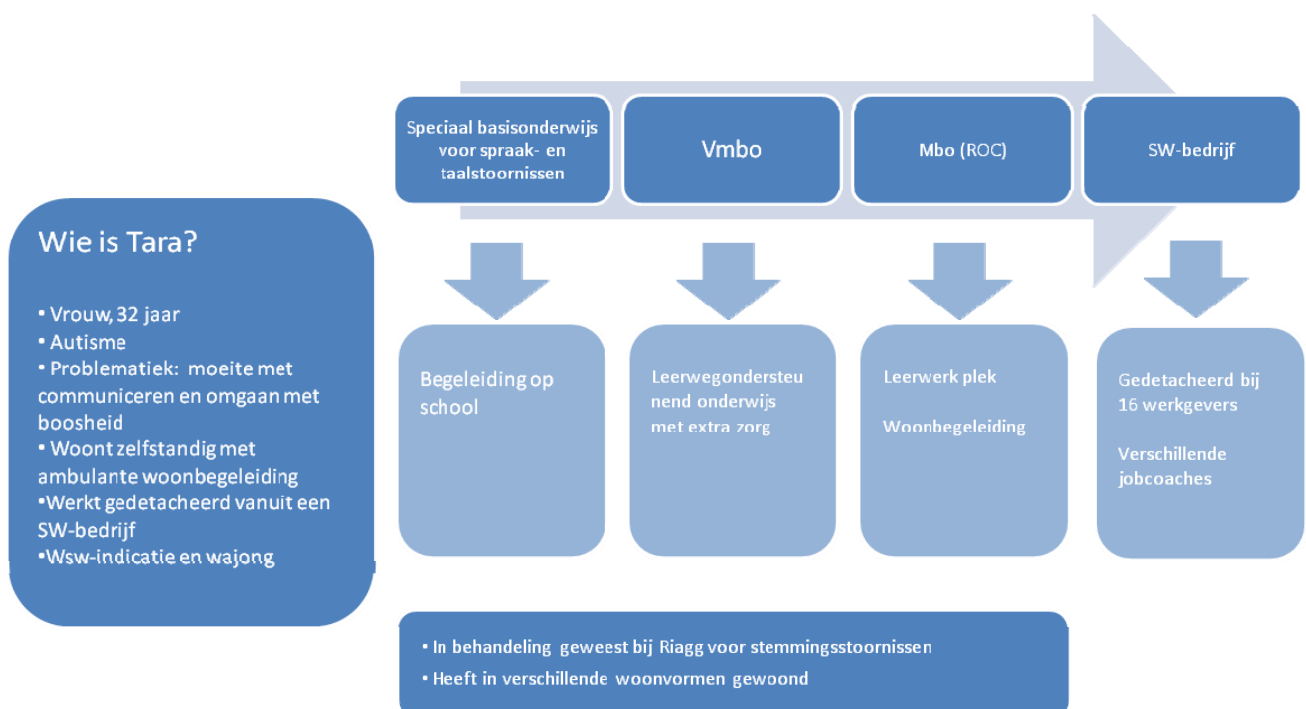 Speciaal basisonderwijs
voor spraak- en
taalstoornissen
Vmbo
Mbo (ROC)
SW-bedrijf
Wie is Tara?
• Vrouw, 32 jaar
• Autisme
• Problematiek: moeite met
communiceren en omgaan met
boosheid
• Woont zelfstandig met
ambulante woonbegeleiding
•Werkt gedetacheerd vanuit een
SW-bedrijf
•Wsw-indicatie en wajong
Begeleiding op
school
Leerwegondersteu
nend onderwijs
met extra zorg
Leerwerk plek
Woonbegeleiding
Gedetacheerd bij
16 werkgevers
Verschillende
jobcoaches
• In behandeling geweest bij Riagg voor stemmingsstoornissen
• Heeft in verschillende woonvormen gewoond